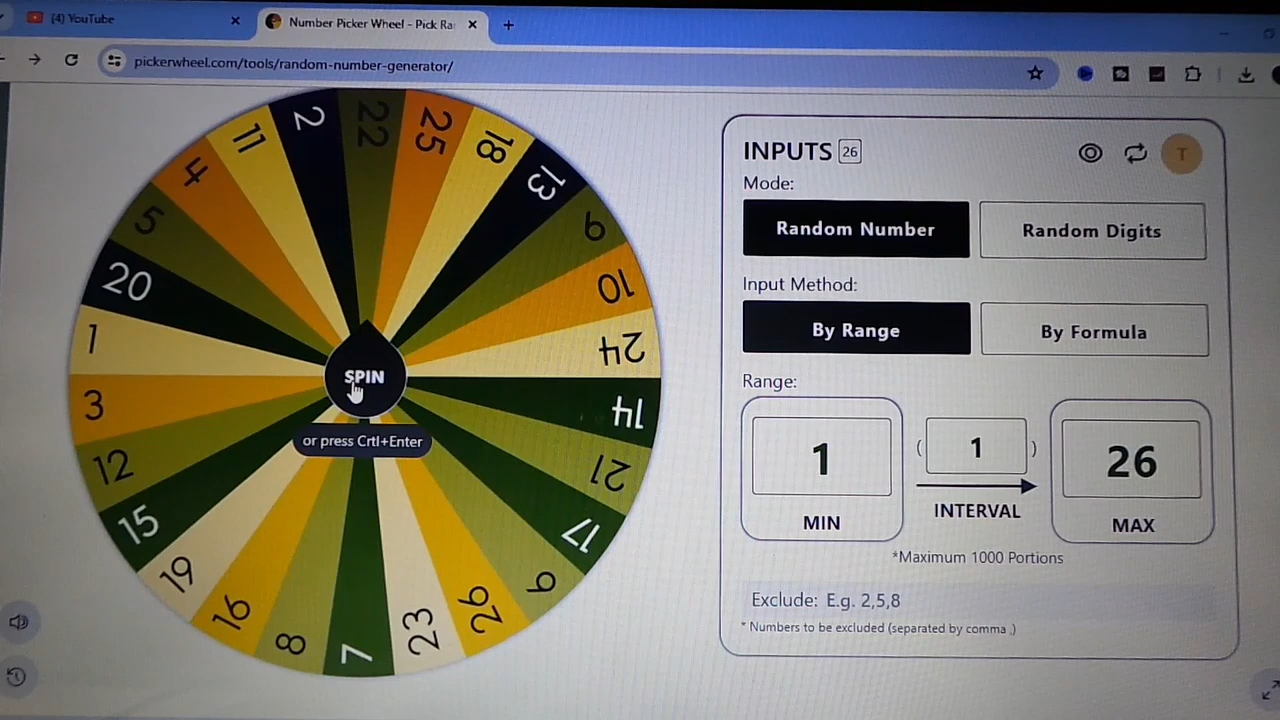 (4) YouTube
Number Picker Wheel - Pick Ra
pickerwheel.com/tools/random-number-generator/
2
22
25
18
13
6
10
24
14
21
17
9
26
23
7
8
16
19
15
12
3
1
20
5
4
11
SPIN
or press Crtl+Enter
INPUTS 26
T
Mode:
Random Number
Random Digits
Input Method:
By Range
By Formula
Range:
1
MIN
( 1 )
INTERVAL
26
MAX
*Maximum 1000 Portions
Exclude: E.g. 2,5,8
* Numbers to be excluded (separated by comma ,)